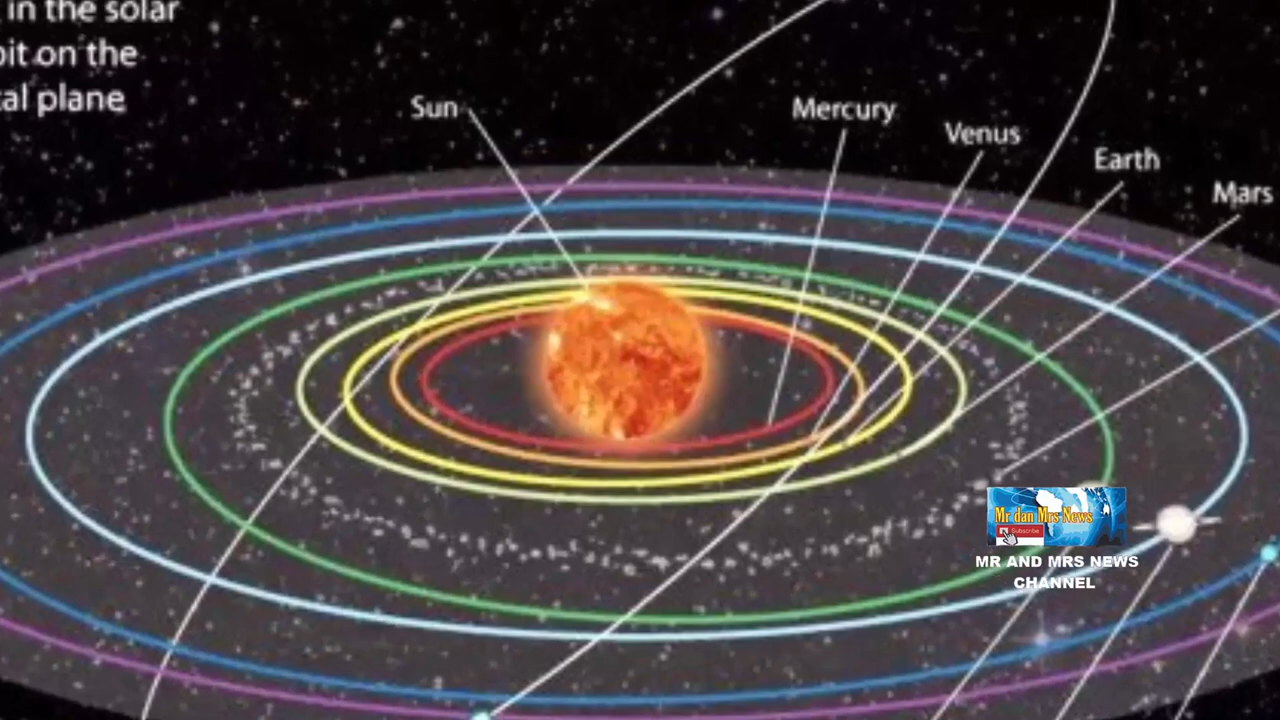 in the solar
bit on the
cal plane
Sun
Mercury
Venus
Earth
Mars
Mr dan Mrs News
Subscribe
MR AND MRS NEWS
CHANNEL